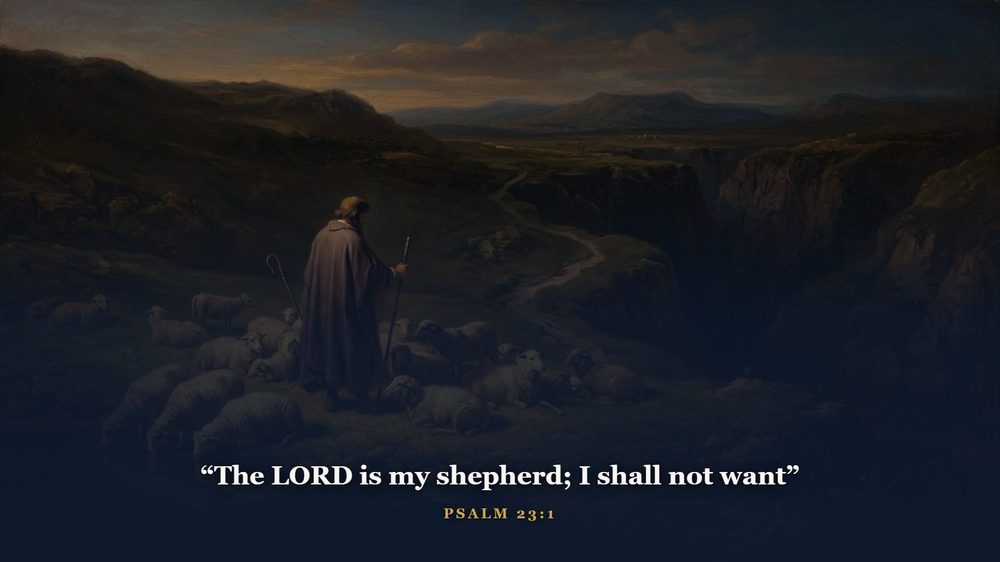 “The LORD is my shepherd; I shall not want”
PSALM 23:1